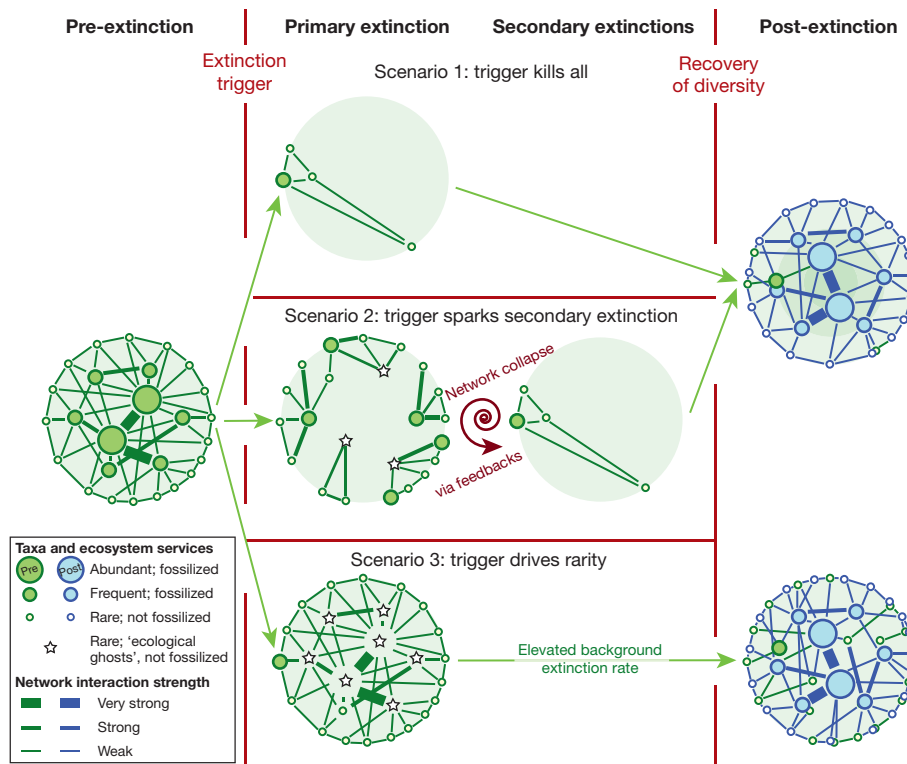 Pre-extinction
Primary extinction
Secondary extinctions
Post-extinction
Extinction
trigger
Recovery
of diversity
Scenario 1: trigger kills all
Scenario 2: trigger sparks secondary extinction
Network collapse
via feedbacks
Scenario 3: trigger drives rarity
Elevated background
extinction rate
Taxa and ecosystem services
Pre
Post
Abundant; fossilized
Frequent; fossilized
Rare; not fossilized
Rare; ‘ecological
ghosts’, not fossilized
Network interaction strength
Very strong
Strong
Weak